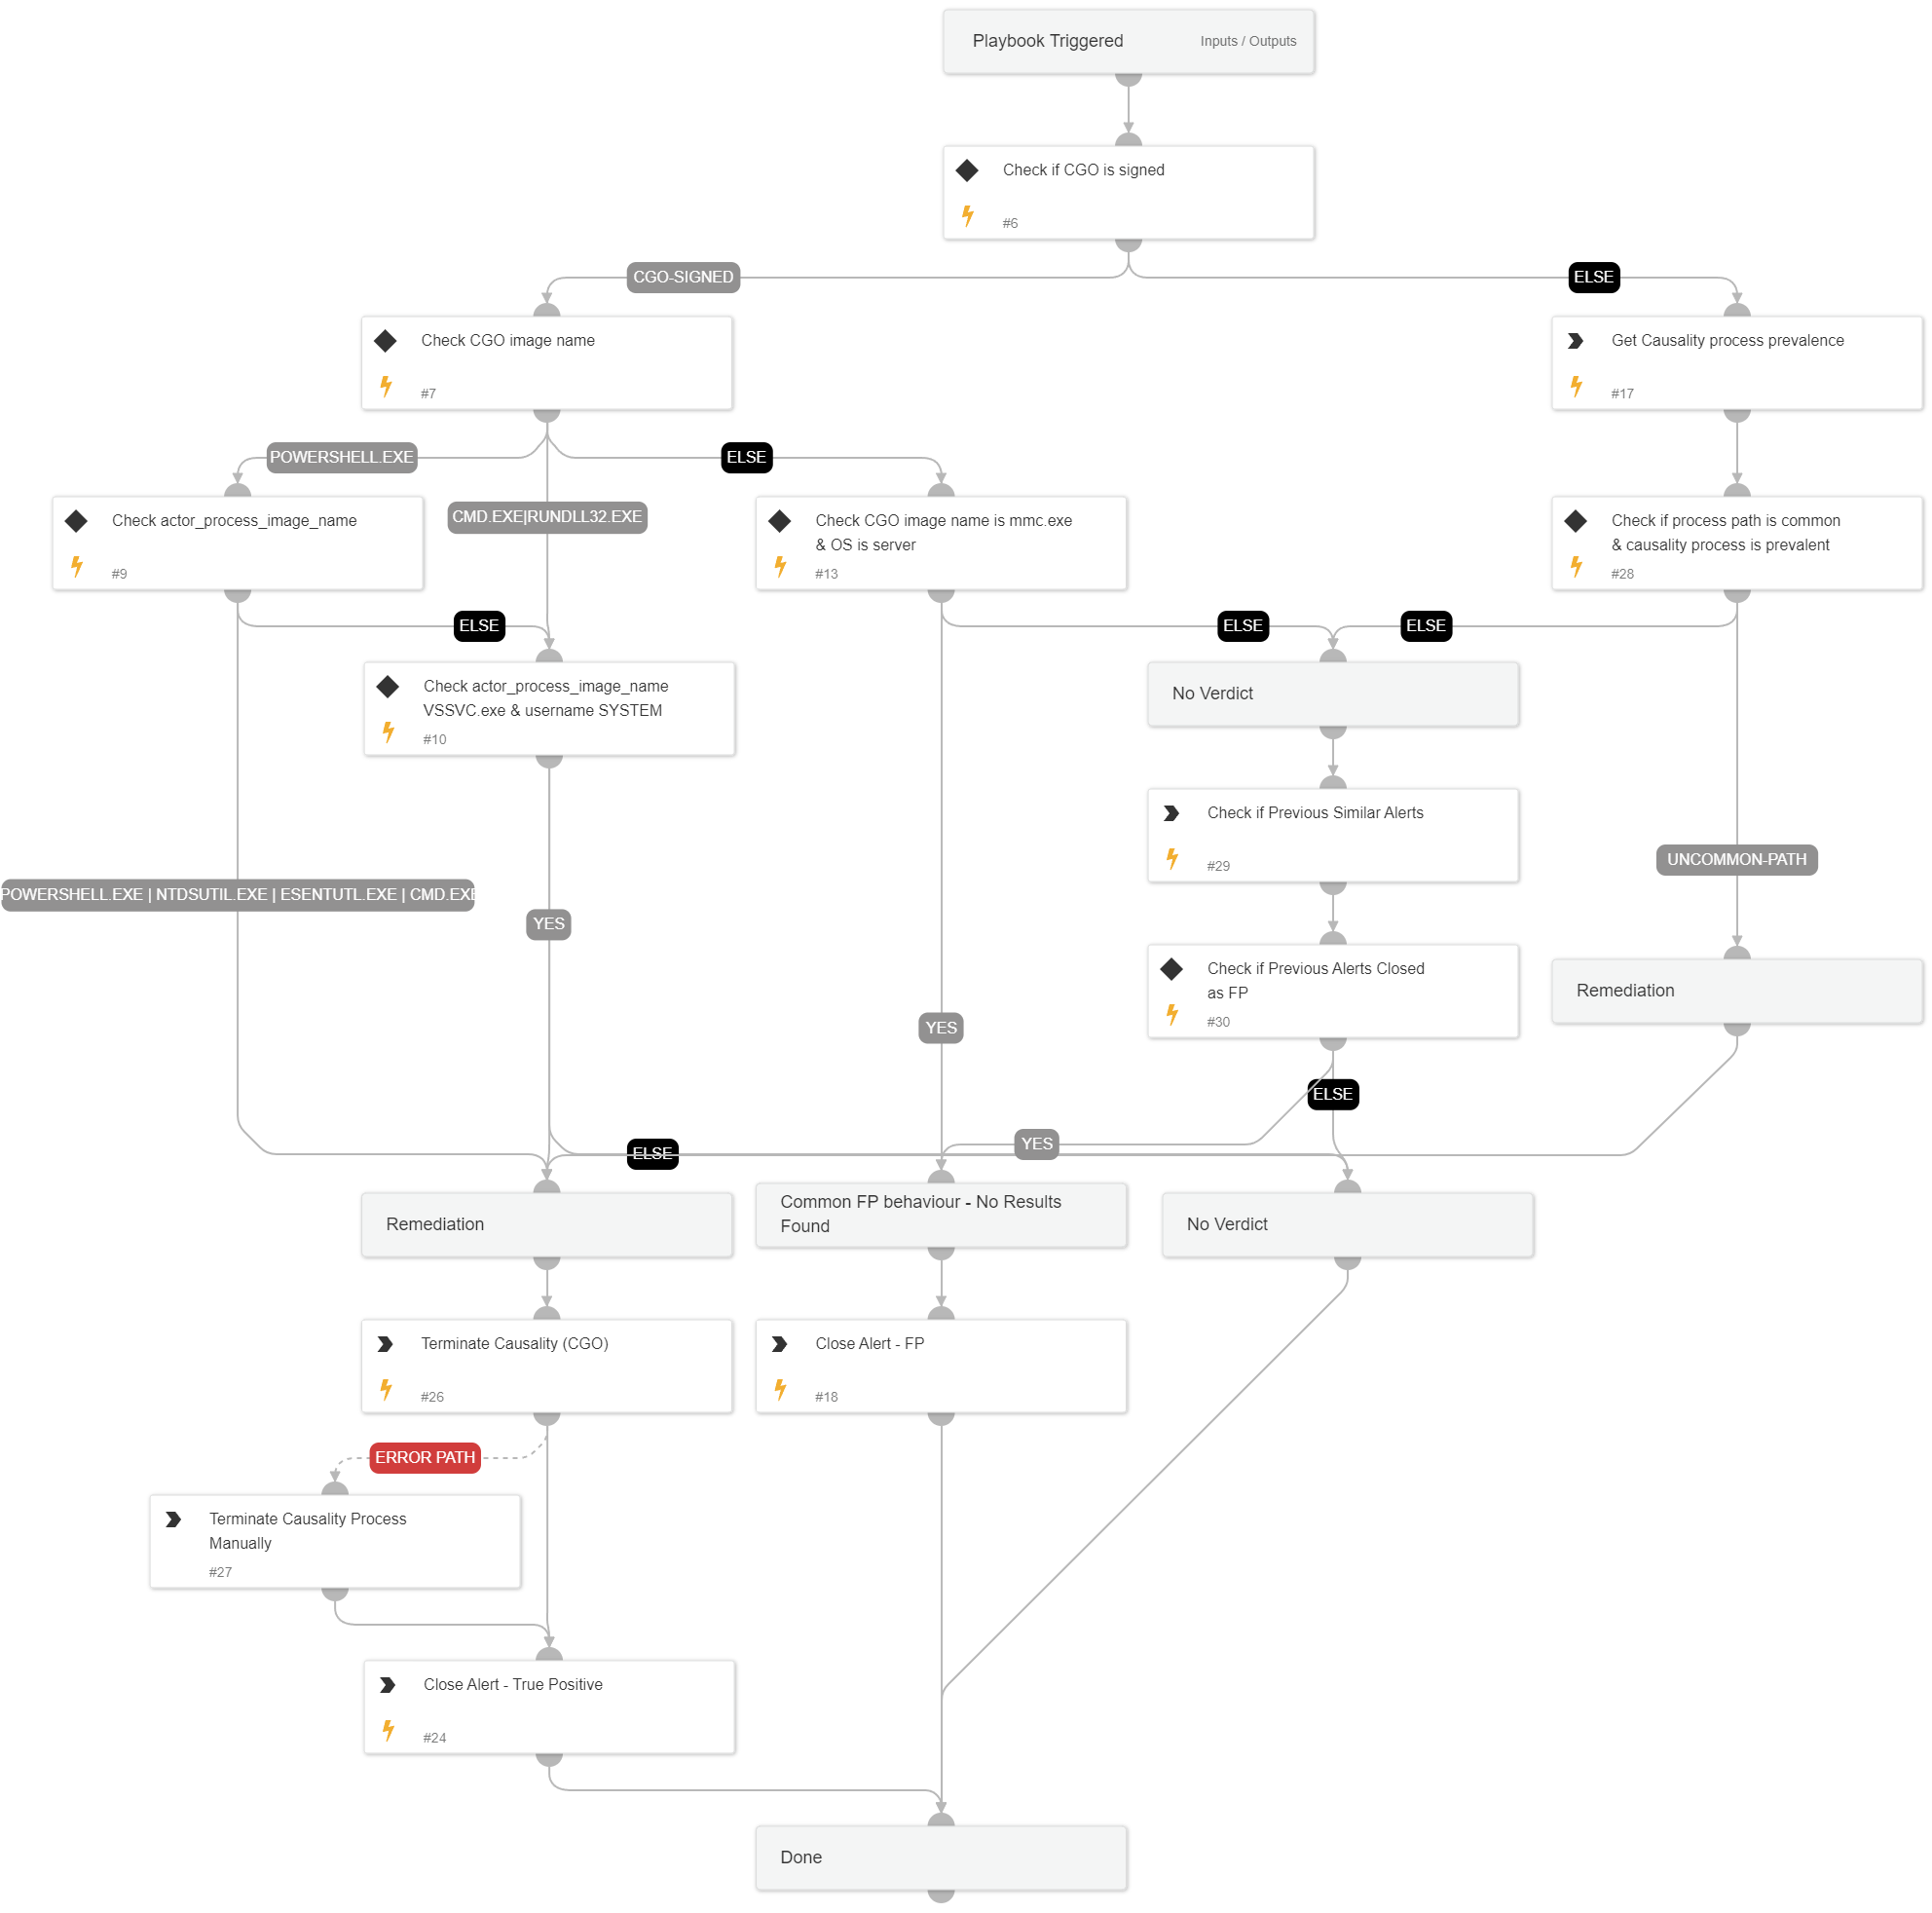 Playbook Triggered
Inputs / Outputs
Check if CGO is signed
#6
CGO-SIGNED
ELSE
Check CGO image name
#7
Get Causality process prevalence
#17
POWERSHELL.EXE
ELSE
CMD.EXE|RUNDLL32.EXE
Check actor_process_image_name
#9
Check CGO image name is mmc.exe
& OS is server
#13
Check if process path is common
& causality process is prevalent
#28
ELSE
ELSE
ELSE
Check actor_process_image_name
VSSVC.exe & username SYSTEM
#10
No Verdict
Check if Previous Similar Alerts
#29
UNCOMMON-PATH
POWERSHELL.EXE | NTDSUTIL.EXE | ESENTUTL.EXE | CMD.EXE
YES
Check if Previous Alerts Closed
as FP
#30
Remediation
YES
ELSE
YES
ELSE
Remediation
Common FP behaviour - No Results
Found
No Verdict
Terminate Causality (CGO)
#26
Close Alert - FP
#18
ERROR PATH
Terminate Causality Process
Manually
#27
Close Alert - True Positive
#24
Done